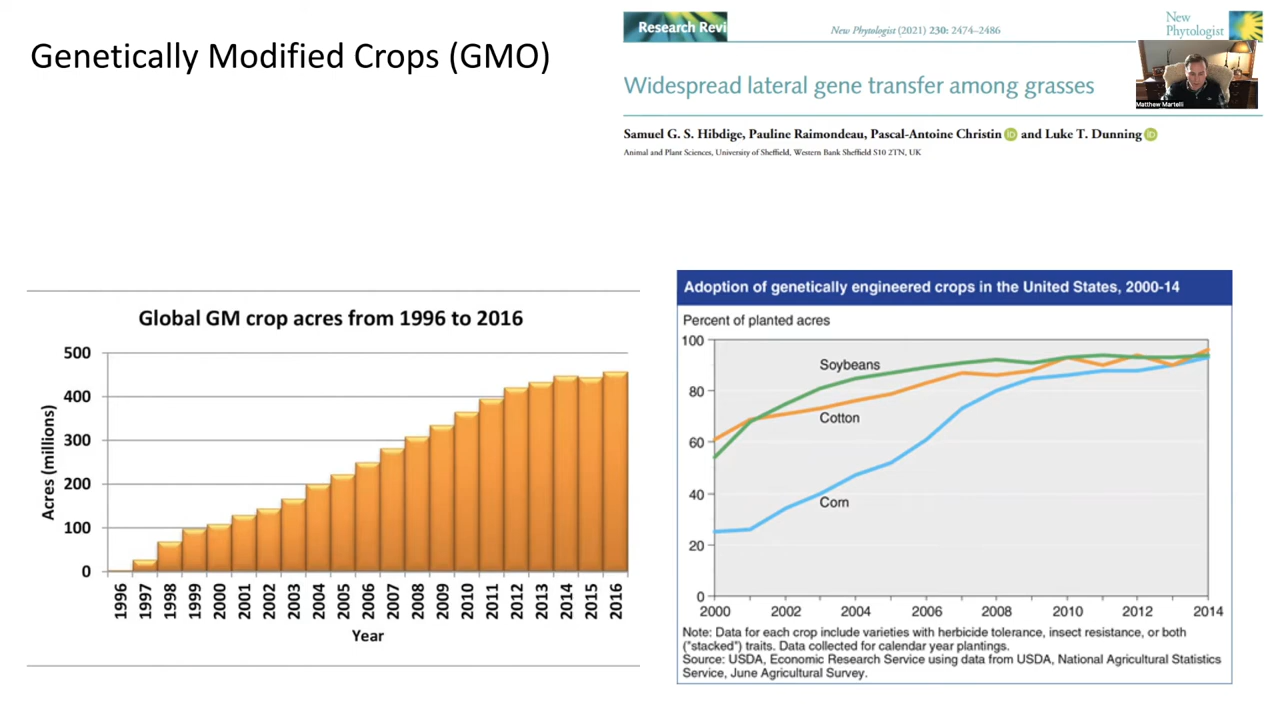 Genetically Modified Crops (GMO)
Research Revi
New Phytologist (2021) 230: 2474–2486
New
Phytologist
Widespread lateral gene transfer among grasses
Matthew Martelli
Samuel G. S. Hibdige, Pauline Raimondeau, Pascal-Antoine Christin iD and Luke T. Dunning iD
Animal and Plant Sciences, University of Sheffield, Western Bank Sheffield S10 2TN, UK
Global GM crop acres from 1996 to 2016
Acres (millions)
500
400
300
200
100
0
1996 1997 1998 1999 2000 2001 2002 2003 2004 2005 2006 2007 2008 2009 2010 2011 2012 2013 2014 2015 2016
Year
Adoption of genetically engineered crops in the United States, 2000-14
Percent of planted acres
100
80
60
40
20
0
Soybeans
Cotton
Corn
2000 2002 2004 2006 2008 2010 2012 2014
Note: Data for each crop include varieties with herbicide tolerance, insect resistance, or both
("stacked") traits. Data collected for calendar year plantings.
Source: USDA, Economic Research Service using data from USDA, National Agricultural Statistics
Service, June Agricultural Survey.